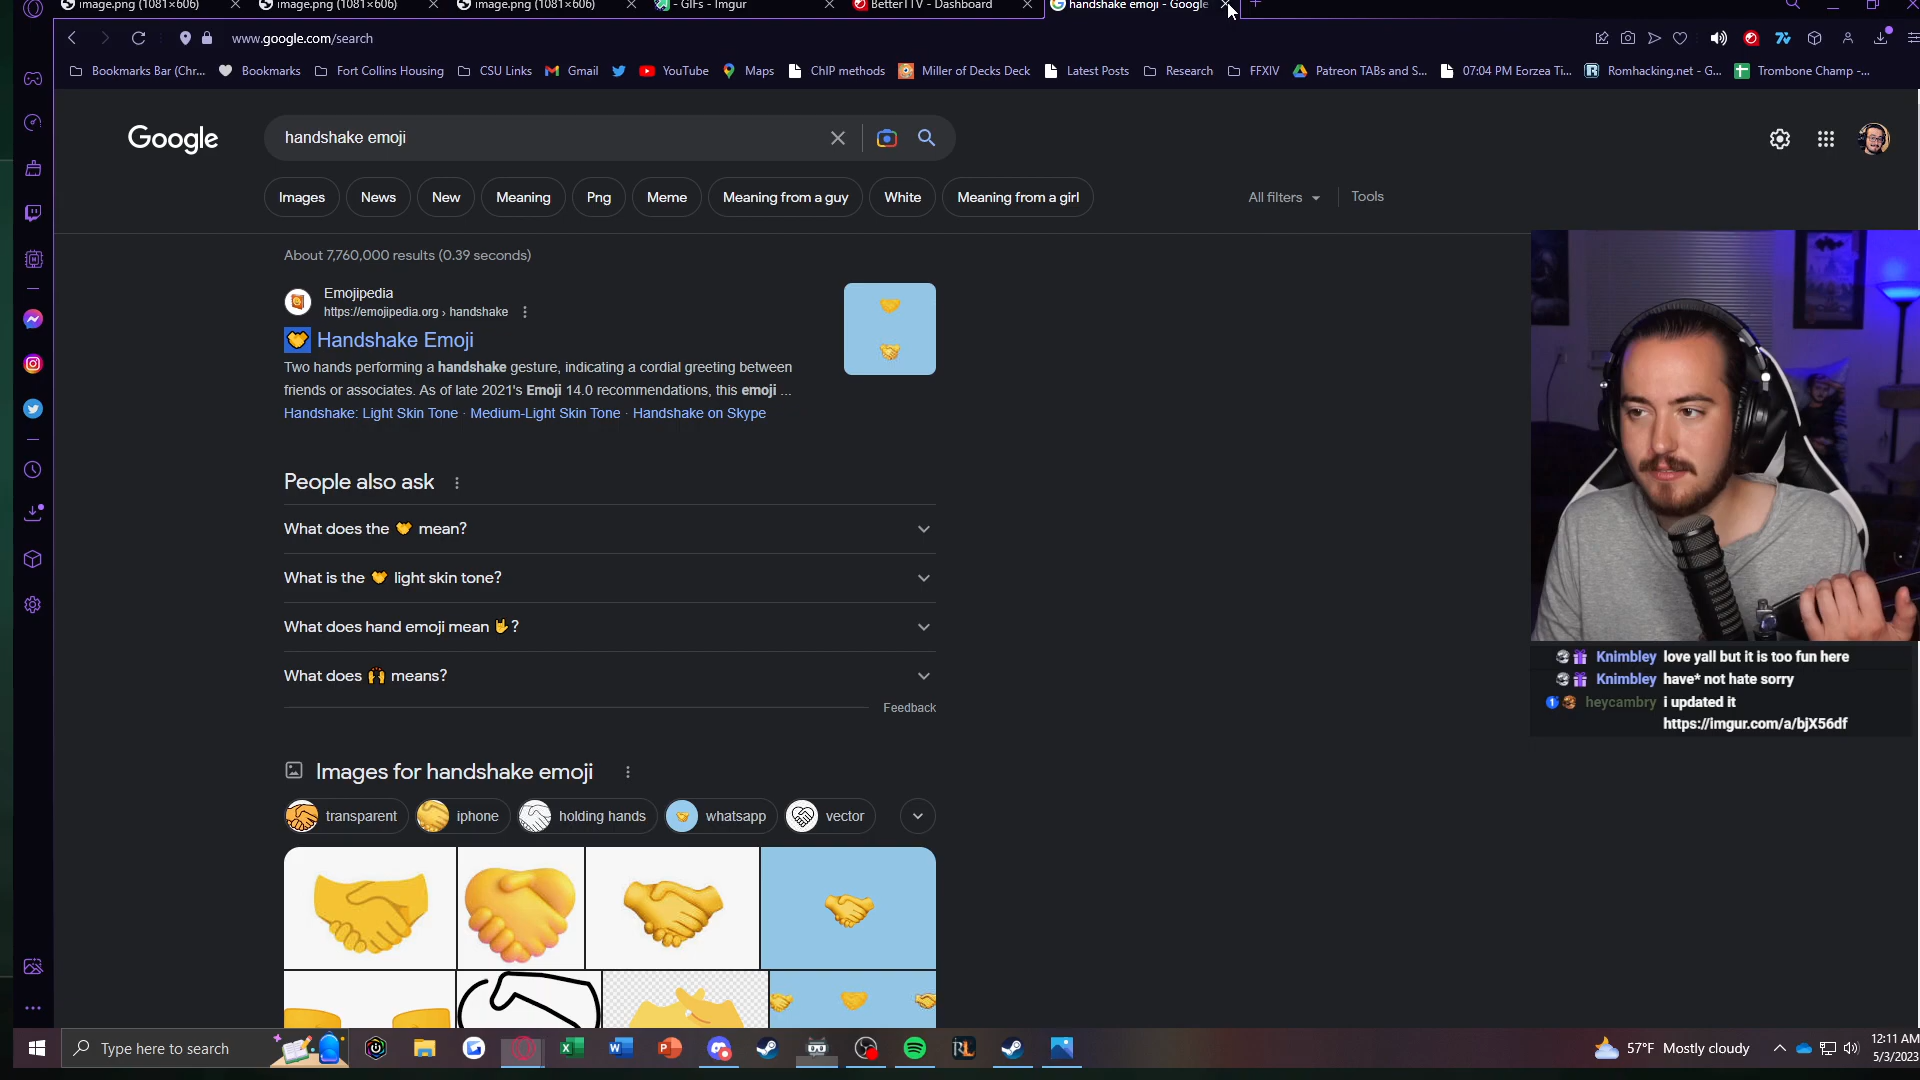 image.png (1081×606)
image.png (1081×606)
image.png (1081×606)
- GIFs - Imgur
BetterTTV - Dashboard
handshake emoji - Google
www.google.com/search
Bookmarks Bar (Chr...
Bookmarks
Fort Collins Housing
CSU Links
Gmail
YouTube
Maps
ChIP methods
Miller of Decks Deck
Latest Posts
Research
FFXIV
Patreon TABs and S...
07:04 PM Eorzea Ti...
Romhacking.net - G...
Trombone Champ -...
Google
handshake emoji
Images
News
New
Meaning
Png
Meme
Meaning from a guy
White
Meaning from a girl
All filters
Tools
About 7,760,000 results (0.39 seconds)
Emojipedia
https://emojipedia.org › handshake
🤝 Handshake Emoji
Two hands performing a handshake gesture, indicating a cordial greeting between
friends or associates. As of late 2021's Emoji 14.0 recommendations, this emoji ...
Handshake: Light Skin Tone · Medium-Light Skin Tone · Handshake on Skype
People also ask
What does the 🤝 mean?
What is the 🤝 light skin tone?
What does hand emoji mean 🤘?
What does 🙌 means?
Feedback
Images for handshake emoji
transparent
iphone
holding hands
whatsapp
vector
Knimbley love yall but it is too fun here
Knimbley have* not hate sorry
heycambry i updated it
https://imgur.com/a/bjX56df
Type here to search
57°F Mostly cloudy
12:11 AM
5/3/2023